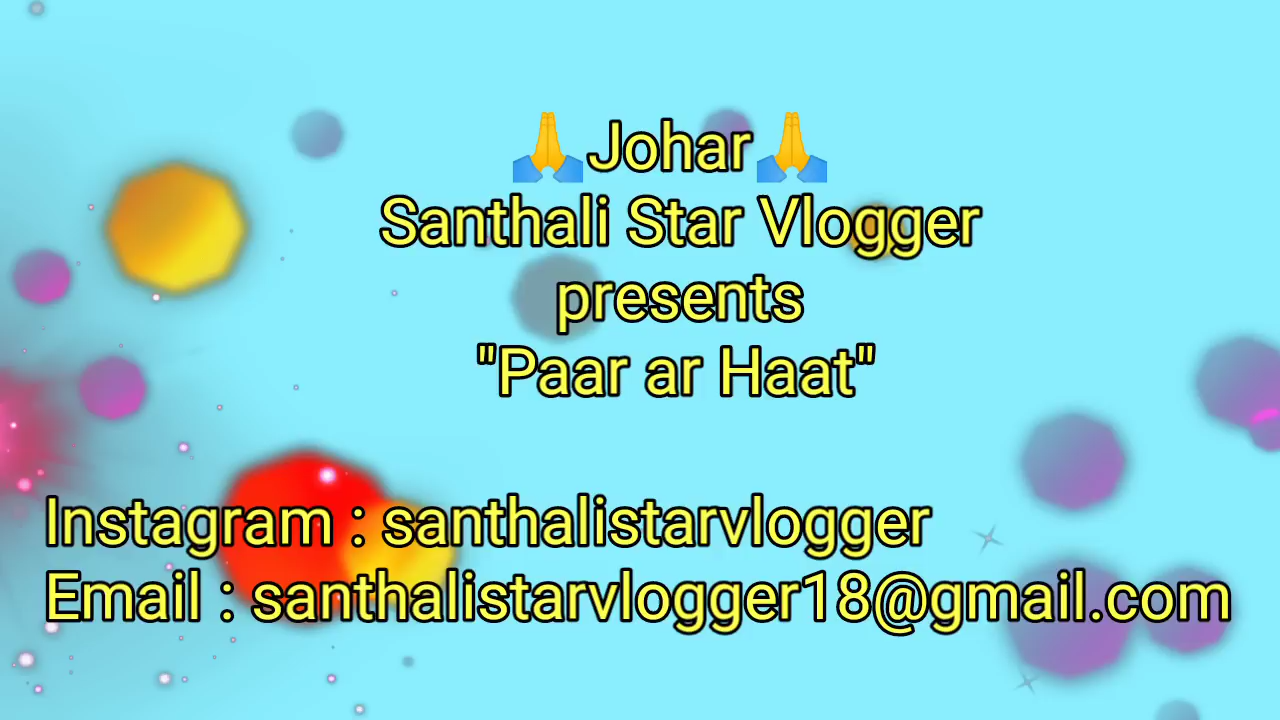 🙏Johar🙏
Santhali Star Vlogger
presents
"Paar ar Haat"
Instagram : santhalistarvlogger
Email : santhalistarvlogger18@gmail.com